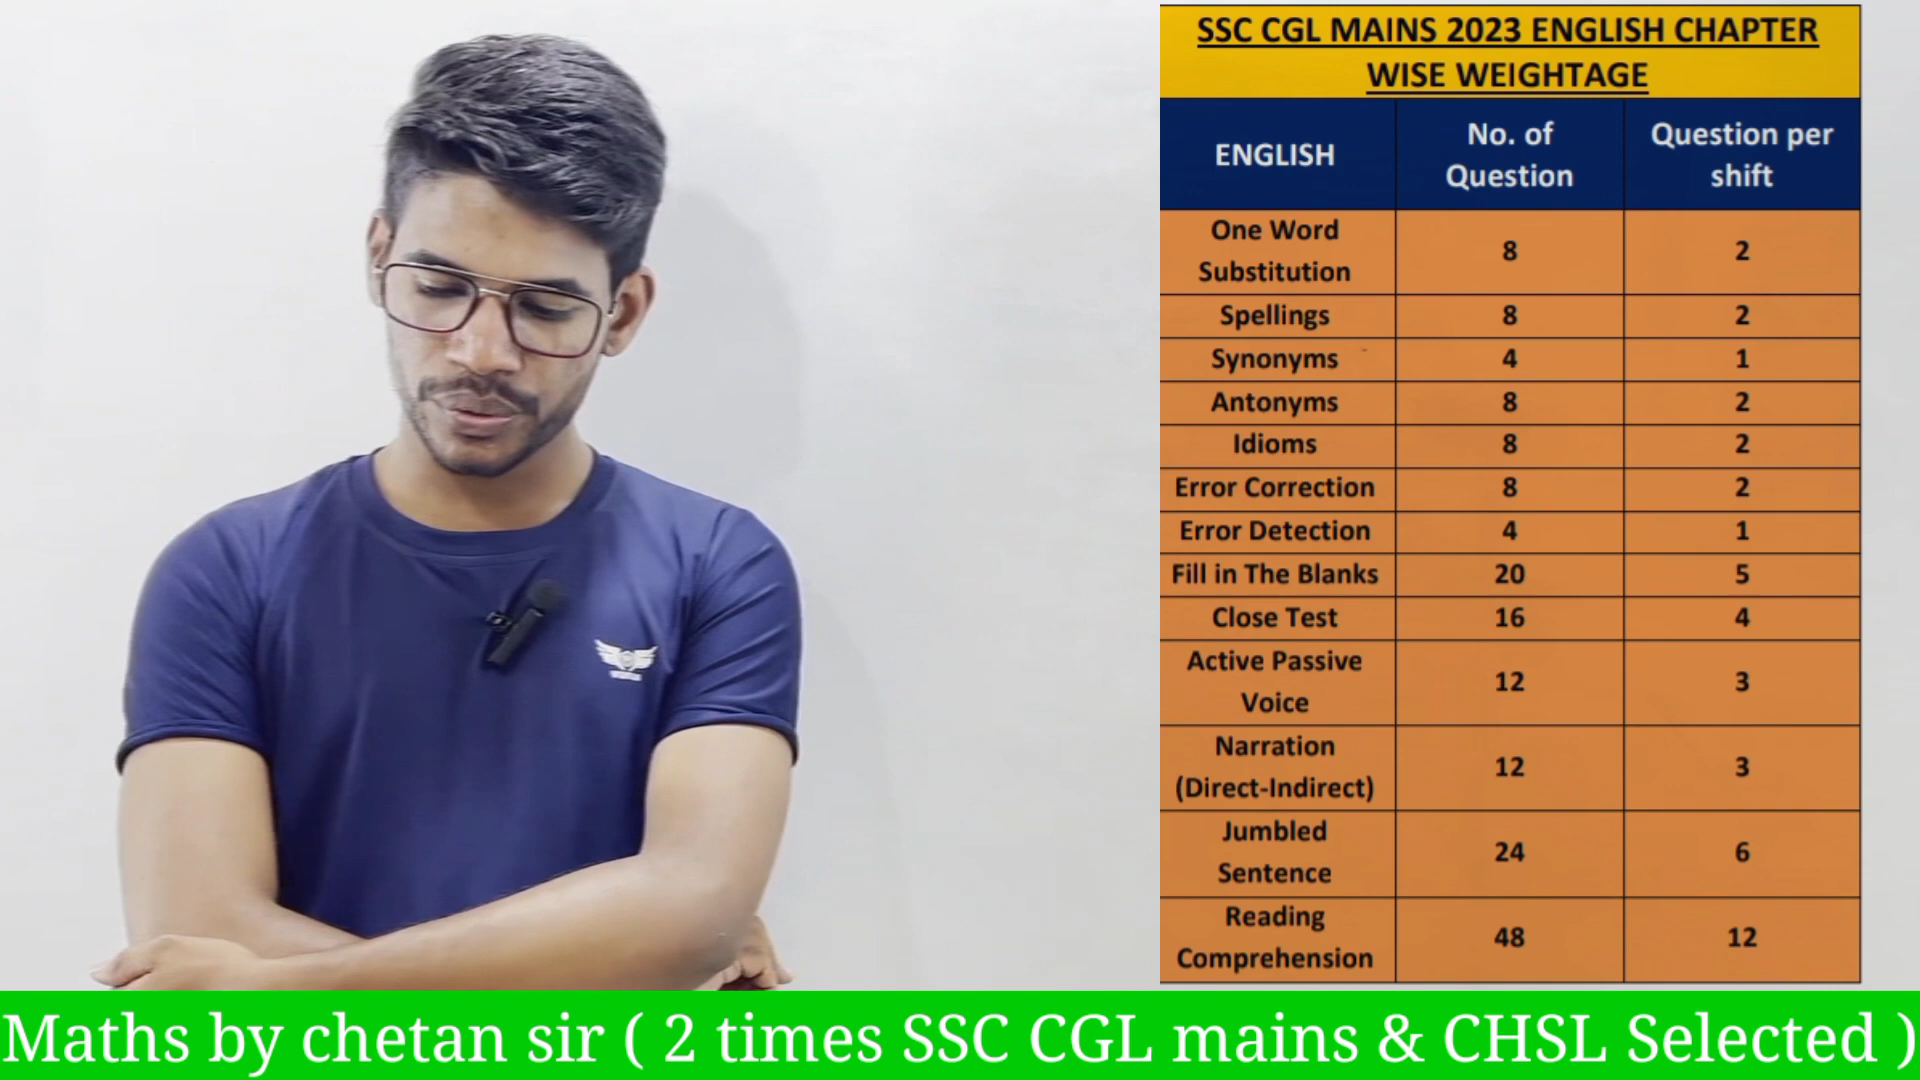 SSC CGL MAINS 2023 ENGLISH CHAPTER
WISE WEIGHTAGE
ENGLISH
No. of
Question
Question per
shift
One Word
Substitution
8
2
Spellings
8
2
Synonyms
4
1
Antonyms
8
2
Idioms
8
2
Error Correction
8
2
Error Detection
4
1
Fill in The Blanks
20
5
Close Test
16
4
Active Passive
Voice
12
3
Narration
(Direct-Indirect)
12
3
Jumbled
Sentence
24
6
Reading
Comprehension
48
12
Maths by chetan sir ( 2 times SSC CGL mains & CHSL Selected )